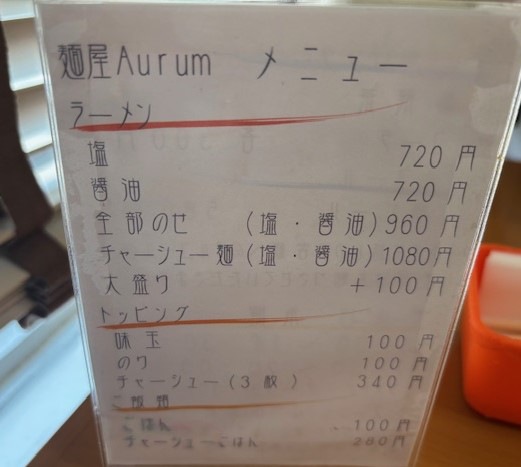 麺屋Aurum メニュー
ラーメン
塩 720円
醤油 720円
全部のせ (塩・醤油)960円
チャーシュー麺(塩・醤油)1080円
大盛り +100円
トッピング
味玉 100円
のり 100円
チャーシュー(3枚) 340円
ご飯類
ごはん 100円
チャーシューごはん 280円